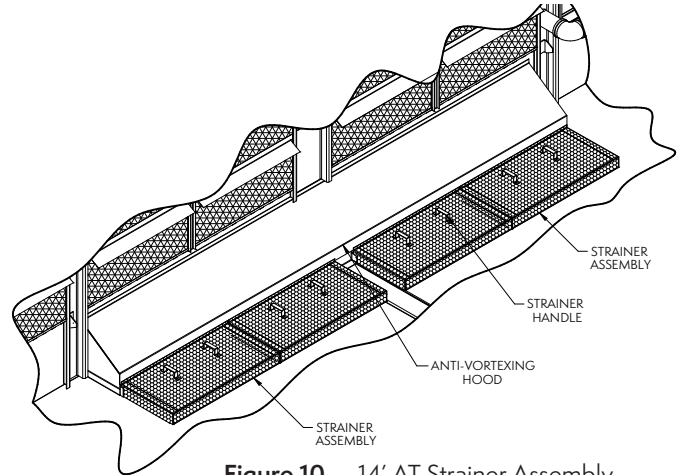 STRAINER
ASSEMBLY
STRAINER
HANDLE
ANTI-VORTEXING
HOOD
STRAINER
ASSEMBLY
Figure 10 14' AT Strainer Assembly